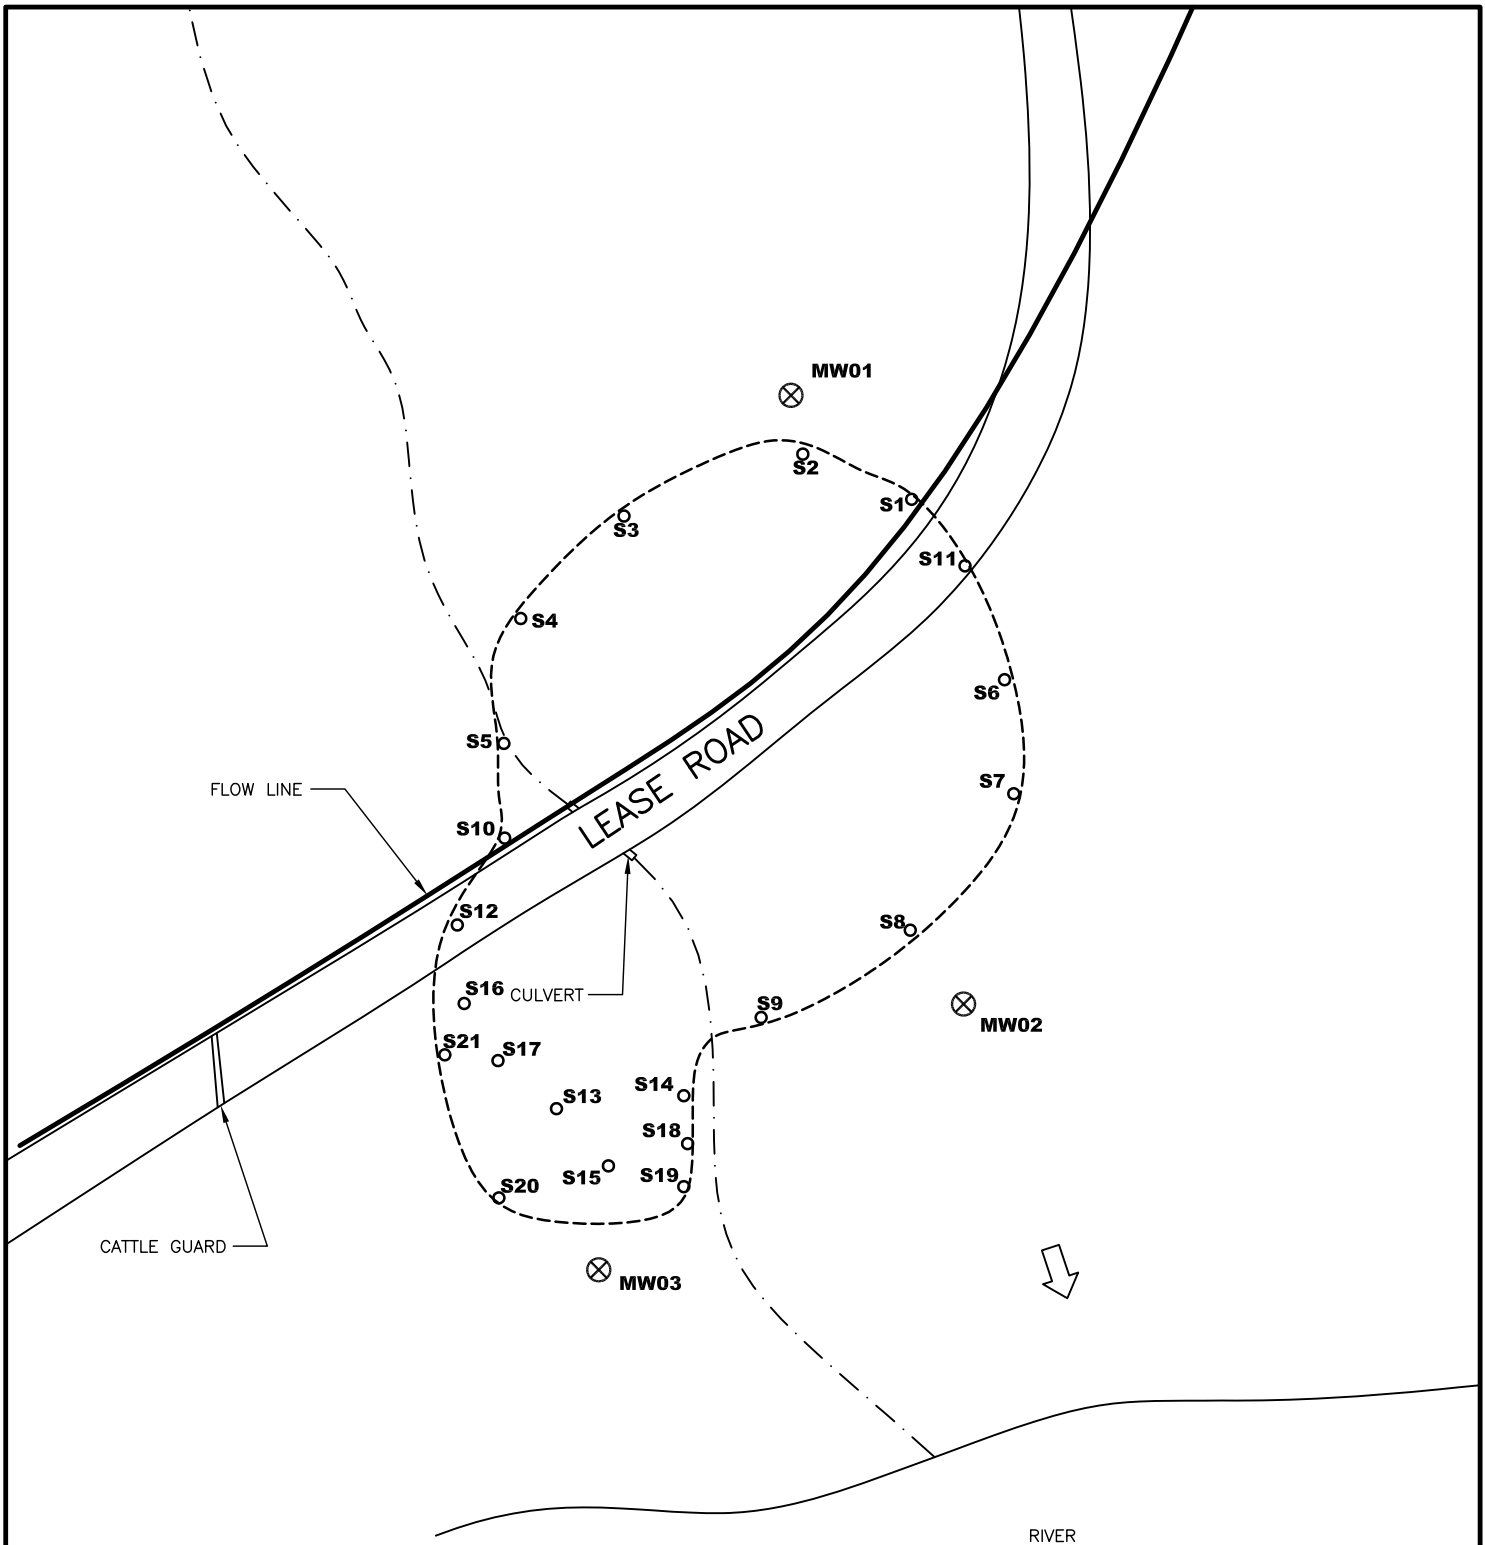 MW01
S2
S1
S3
S11
S4
S6
LEASE ROAD
S5
S7
FLOW LINE
S10
S12
S8
S16
CULVERT
S9
MW02
S21
S17
S14
S13
S18
S15
S19
S20
CATTLE GUARD
MW03
RIVER